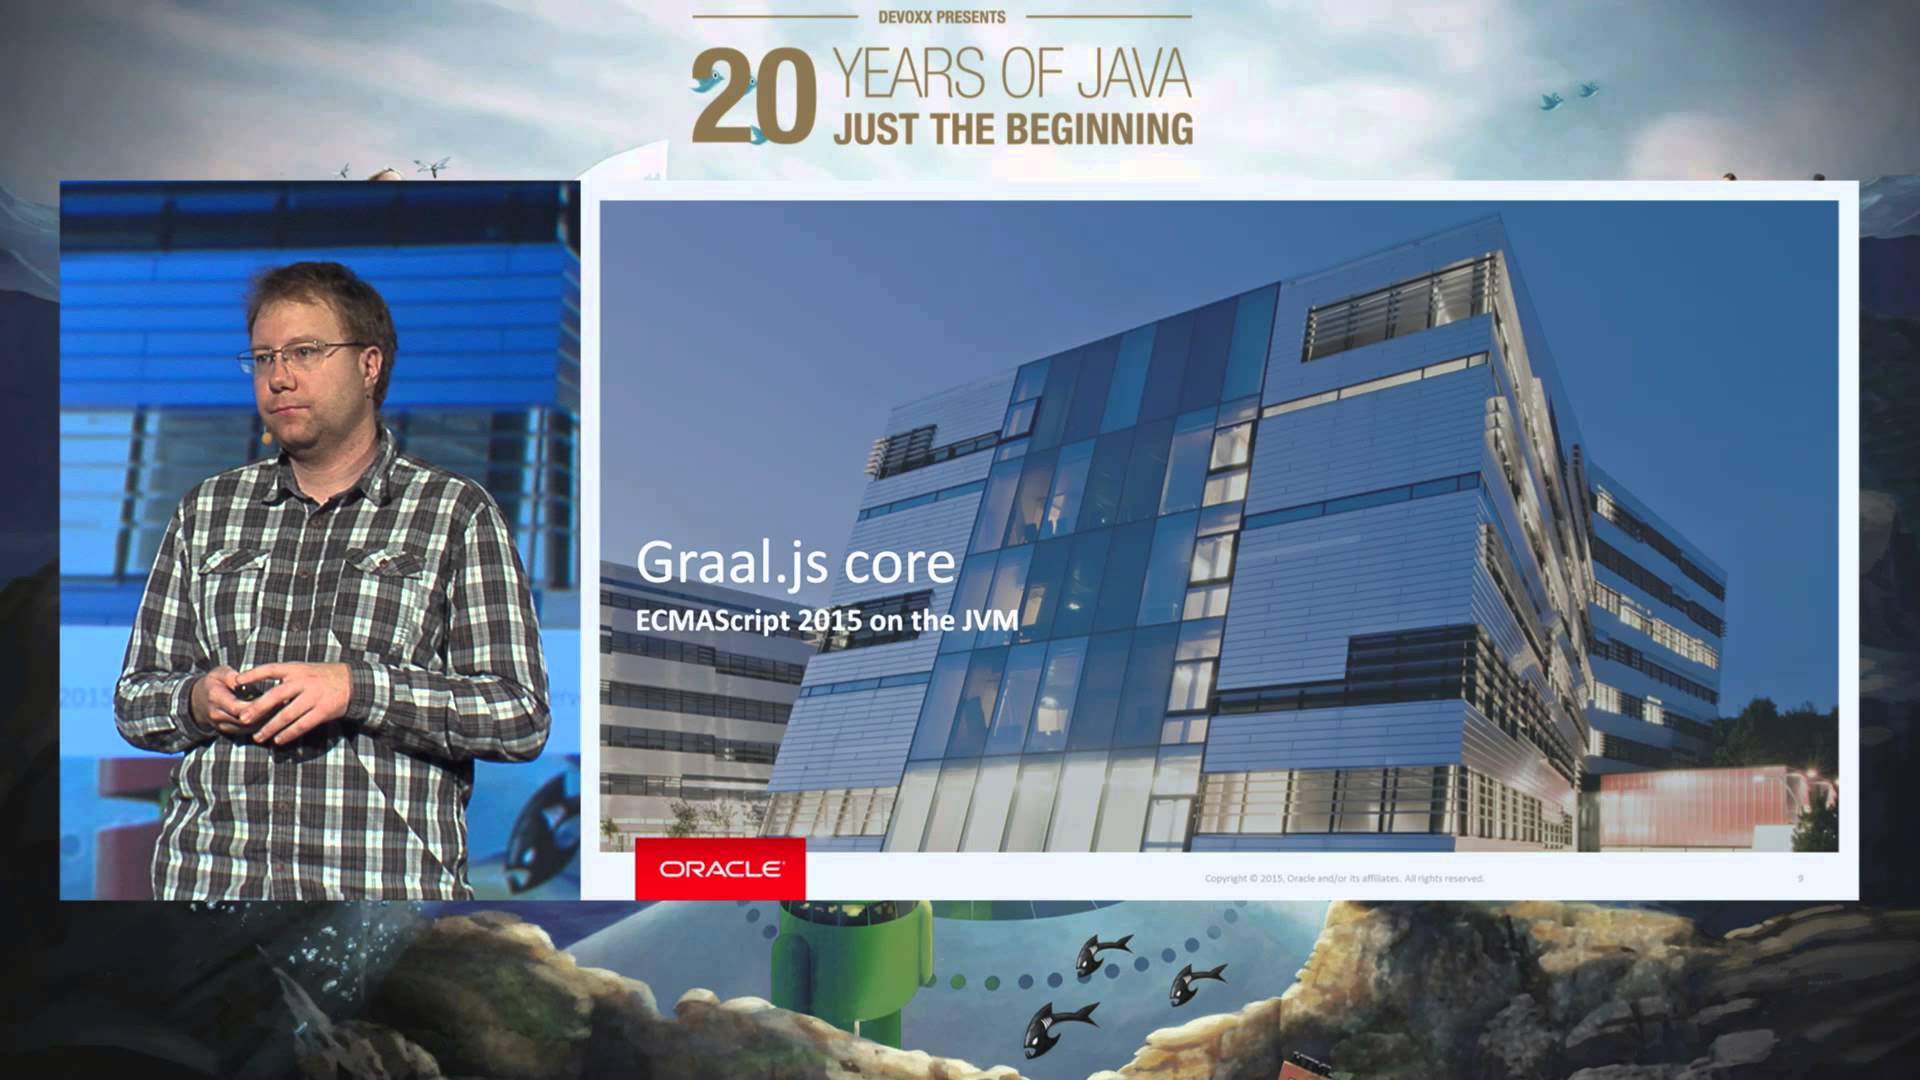 DEVOXX PRESENTS
20 YEARS OF JAVA
JUST THE BEGINNING
Graal.js core
ECMAScript 2015 on the JVM
2015
ORACLE
Copyright © 2015, Oracle and/or its affiliates. All rights reserved.
9